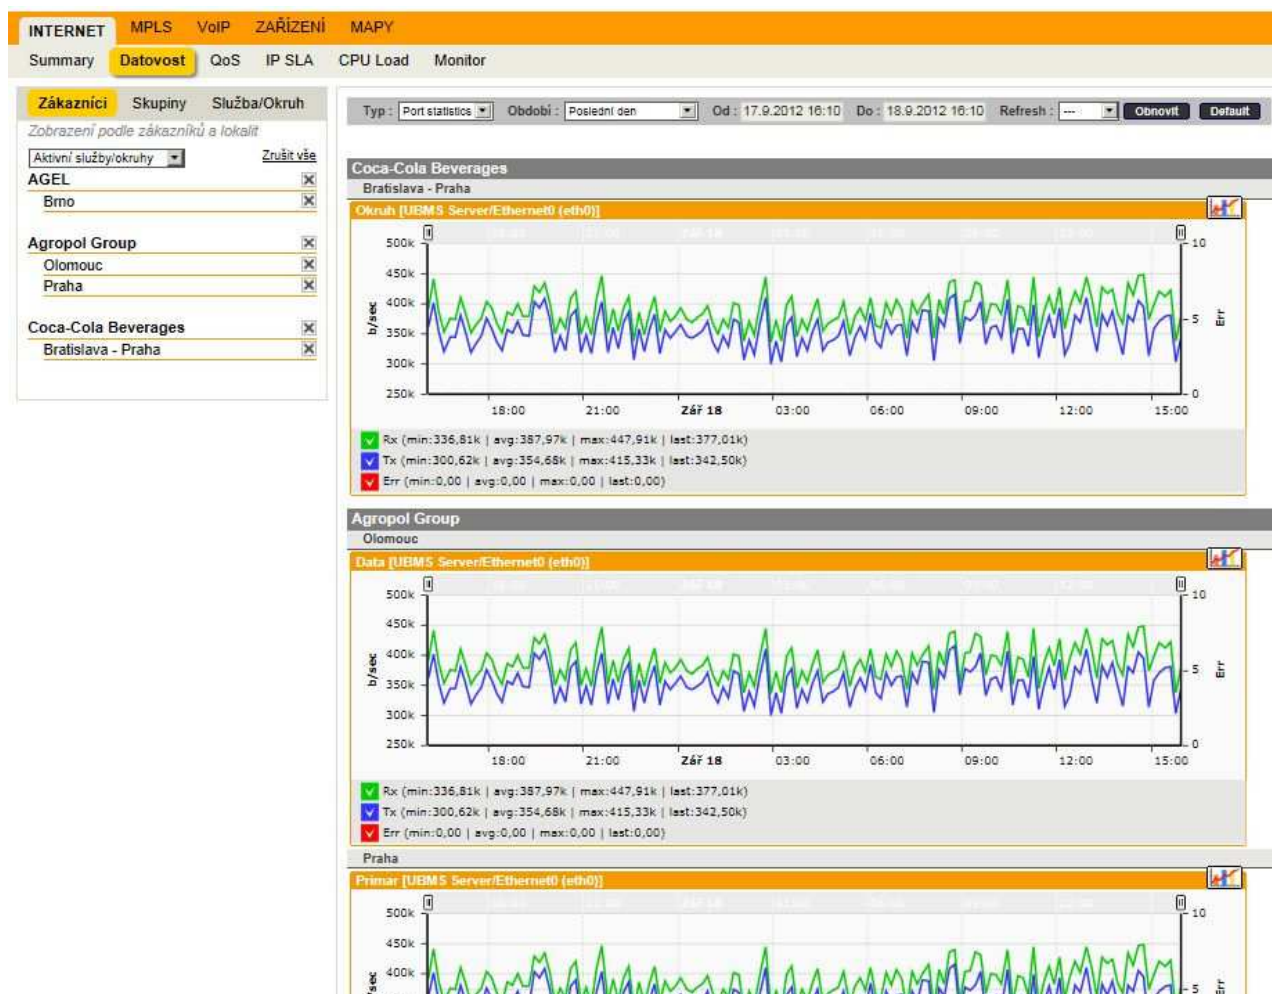 INTERNET MPLS VoIP ZAŘÍZENÍ MAPY
Summary Datovost QoS IP SLA CPU Load Monitor
Zákazníci Skupiny Služba/Okruh
Zobrazení podle zákazníků a lokalit
Aktivní služby/okruhy Zrušit vše
AGEL
Brno
Agropol Group
Olomouc
Praha
Coca-Cola Beverages
Bratislava - Praha
Typ : Port statistics Období : Poslední den Od : 17.9.2012 16:10 Do : 18.9.2012 16:10 Refresh : --- Obnovit Default
Coca-Cola Beverages
Bratislava - Praha
Okruh [UBMS Server/Ethernet0 (eth0)]
500k 10
450k
400k
b/sec
350k 5 Err
300k
250k 0
18:00 21:00 Zář 18 03:00 06:00 09:00 12:00 15:00
Rx (min:336,81k | avg:387,97k | max:447,91k | last:377,01k)
Tx (min:300,62k | avg:354,68k | max:415,33k | last:342,50k)
Err (min:0,00 | avg:0,00 | max:0,00 | last:0,00)
Agropol Group
Olomouc
Data [UBMS Server/Ethernet0 (eth0)]
500k 10
450k
400k
b/sec
350k 5 Err
300k
250k 0
18:00 21:00 Zář 18 03:00 06:00 09:00 12:00 15:00
Rx (min:336,81k | avg:387,97k | max:447,91k | last:377,01k)
Tx (min:300,62k | avg:354,68k | max:415,33k | last:342,50k)
Err (min:0,00 | avg:0,00 | max:0,00 | last:0,00)
Praha
Primar [UBMS Server/Ethernet0 (eth0)]
500k 10
450k
400k
5 Err